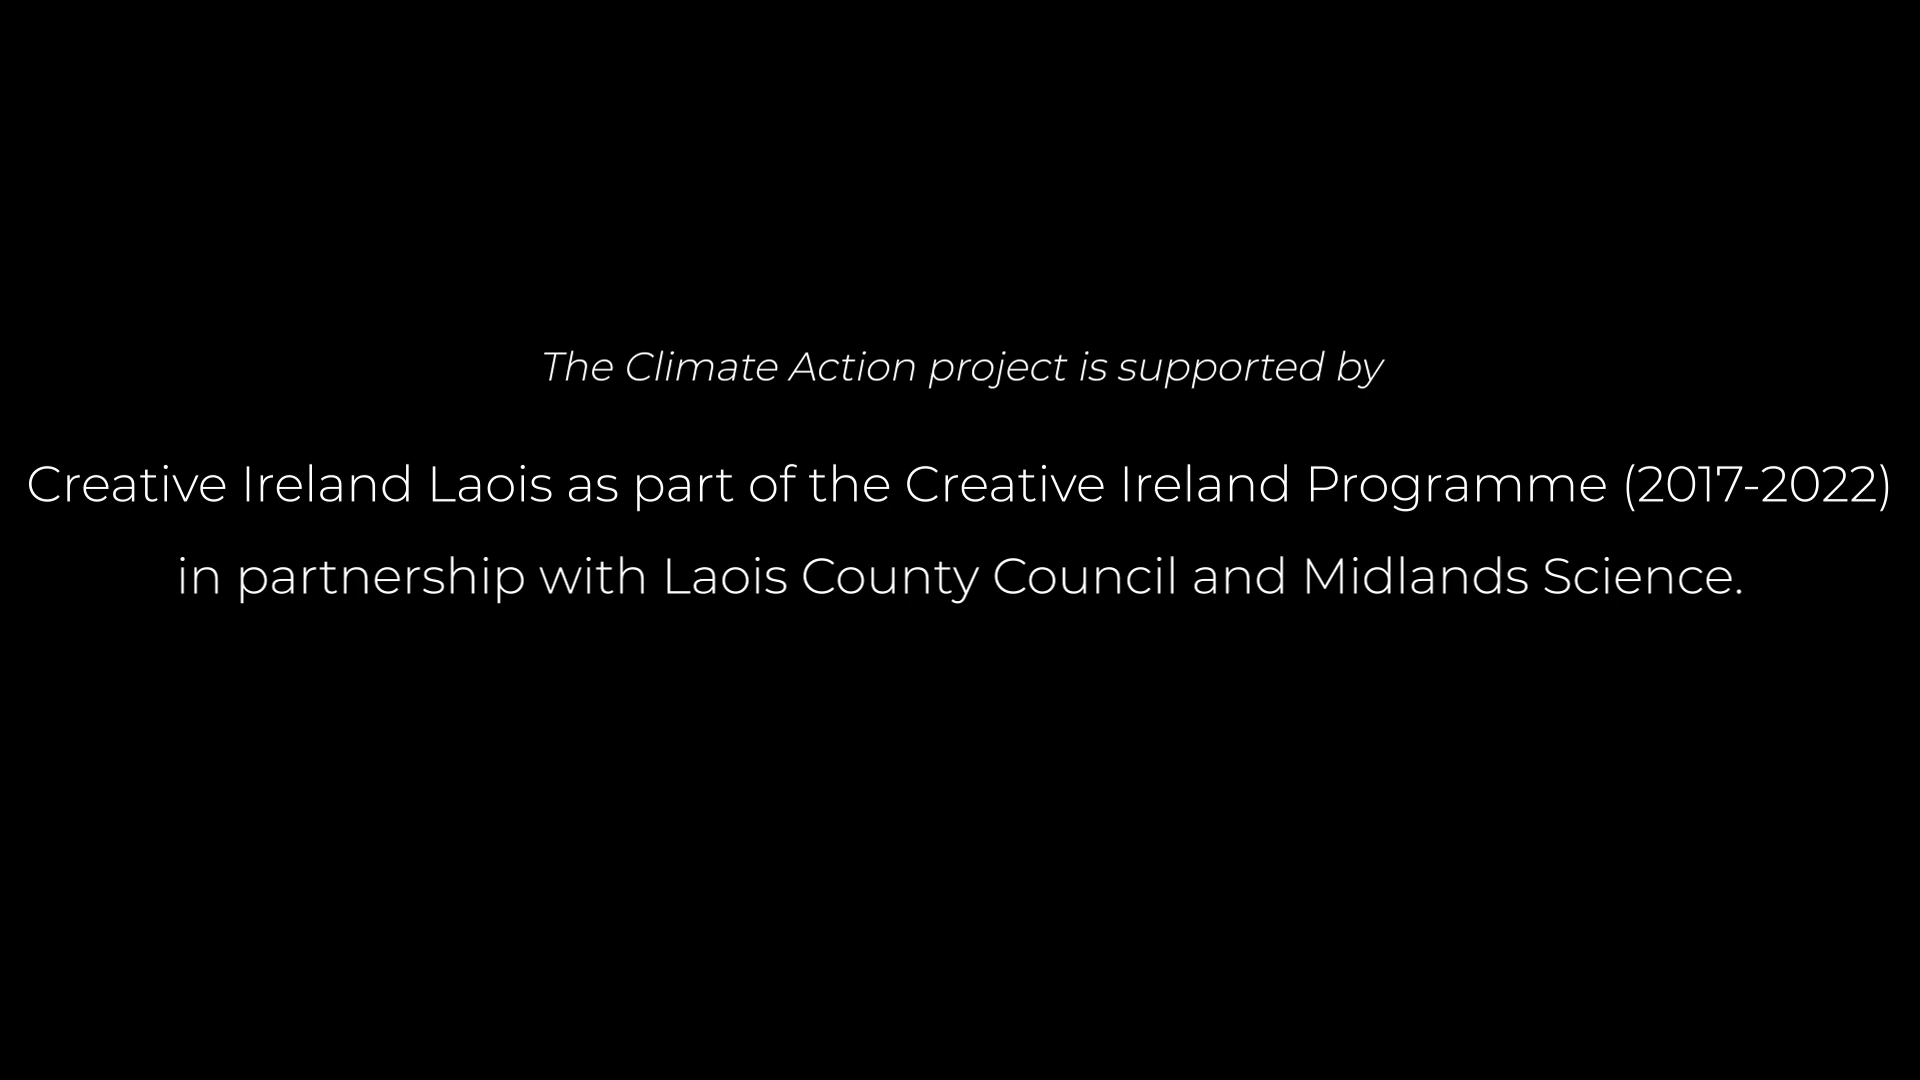 The Climate Action project is supported by
Creative Ireland Laois as part of the Creative Ireland Programme (2017-2022)
in partnership with Laois County Council and Midlands Science.